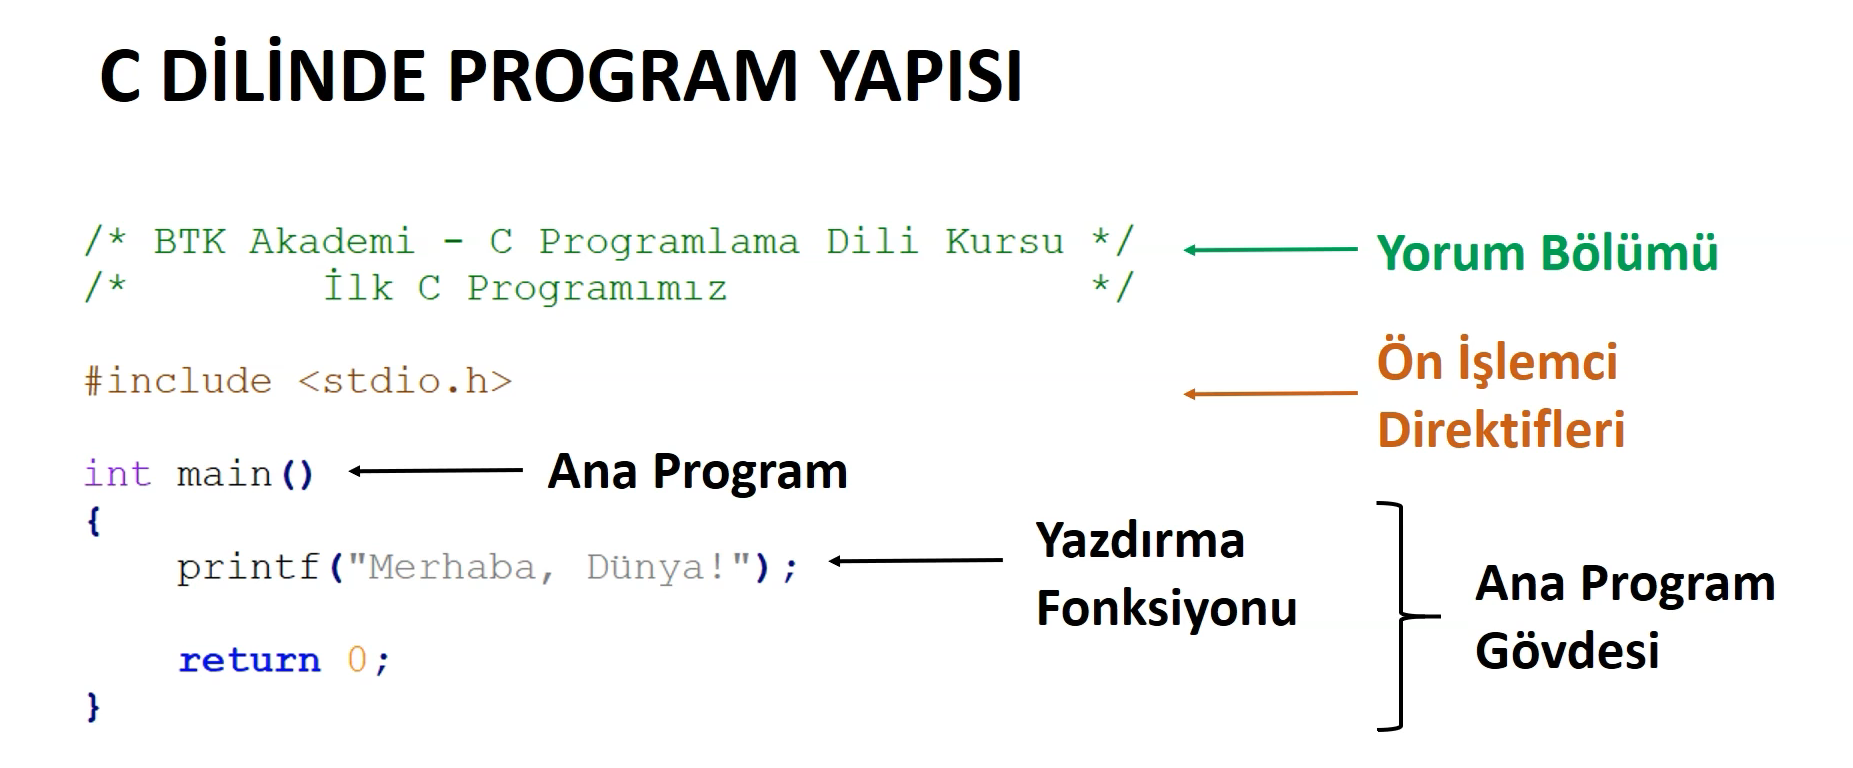 C DİLİNDE PROGRAM YAPISI
/* BTK Akademi - C Programlama Dili Kursu */
/* İlk C Programımız */
Yorum Bölümü
#include <stdio.h>
Ön İşlemci
Direktifleri
int main()
Ana Program
{
printf("Merhaba, Dünya!");
Yazdırma
Fonksiyonu
return 0;
}
Ana Program
Gövdesi